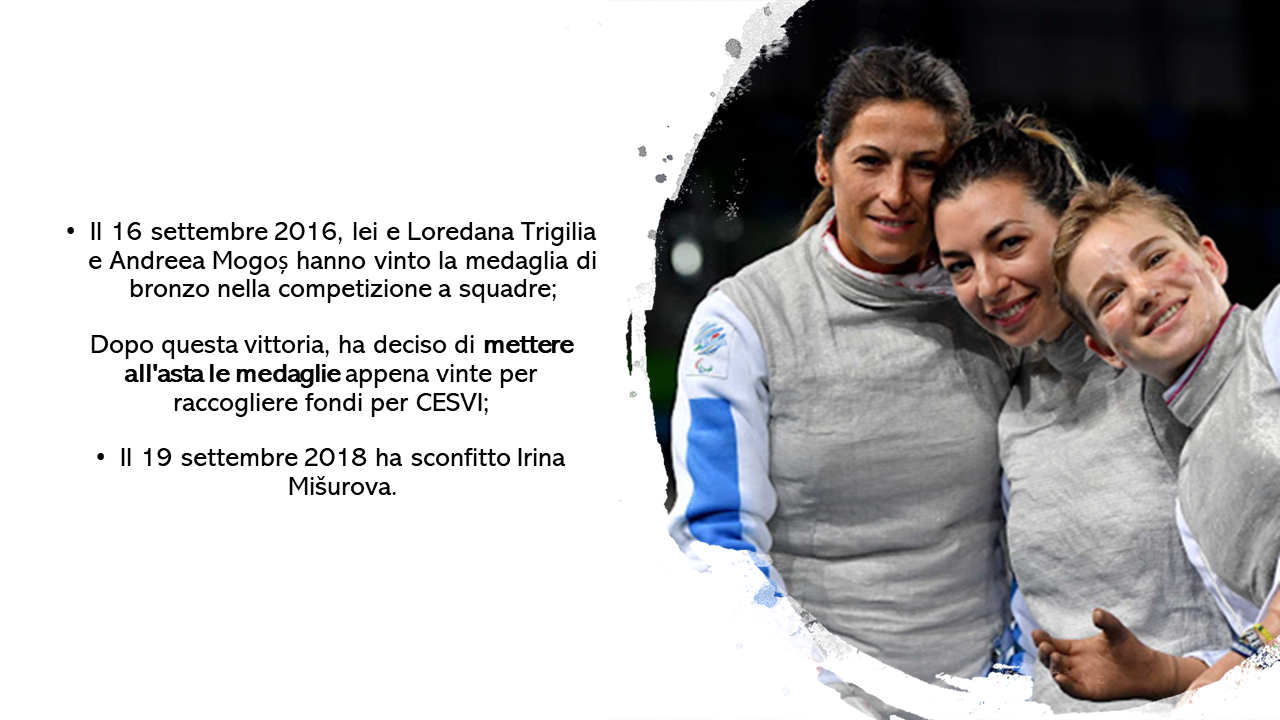 • Il 16 settembre 2016, lei e Loredana Trigilia
e Andreea Mogoș hanno vinto la medaglia di
bronzo nella competizione a squadre;
Dopo questa vittoria, ha deciso di mettere
all'asta le medaglie appena vinte per
raccogliere fondi per CESVI;
• Il 19 settembre 2018 ha sconfitto Irina
Mišurova.